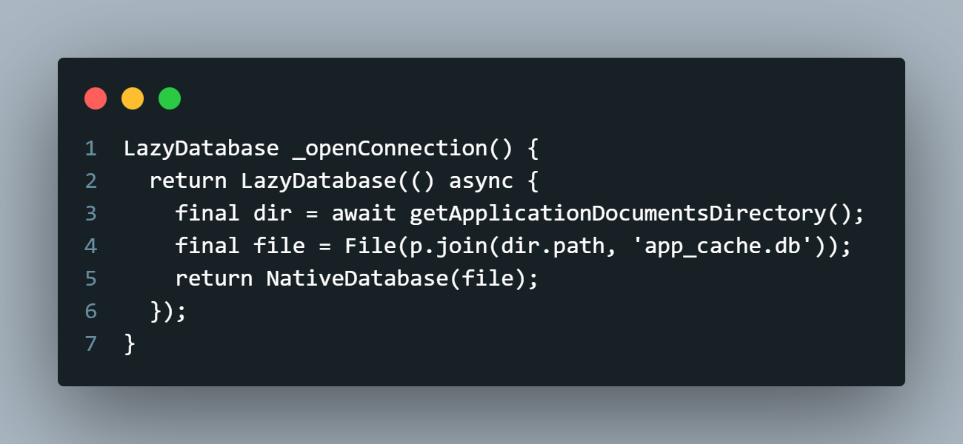 1 LazyDatabase _openConnection() {
2   return LazyDatabase(() async {
3     final dir = await getApplicationDocumentsDirectory();
4     final file = File(p.join(dir.path, 'app_cache.db'));
5     return NativeDatabase(file);
6   });
7 }